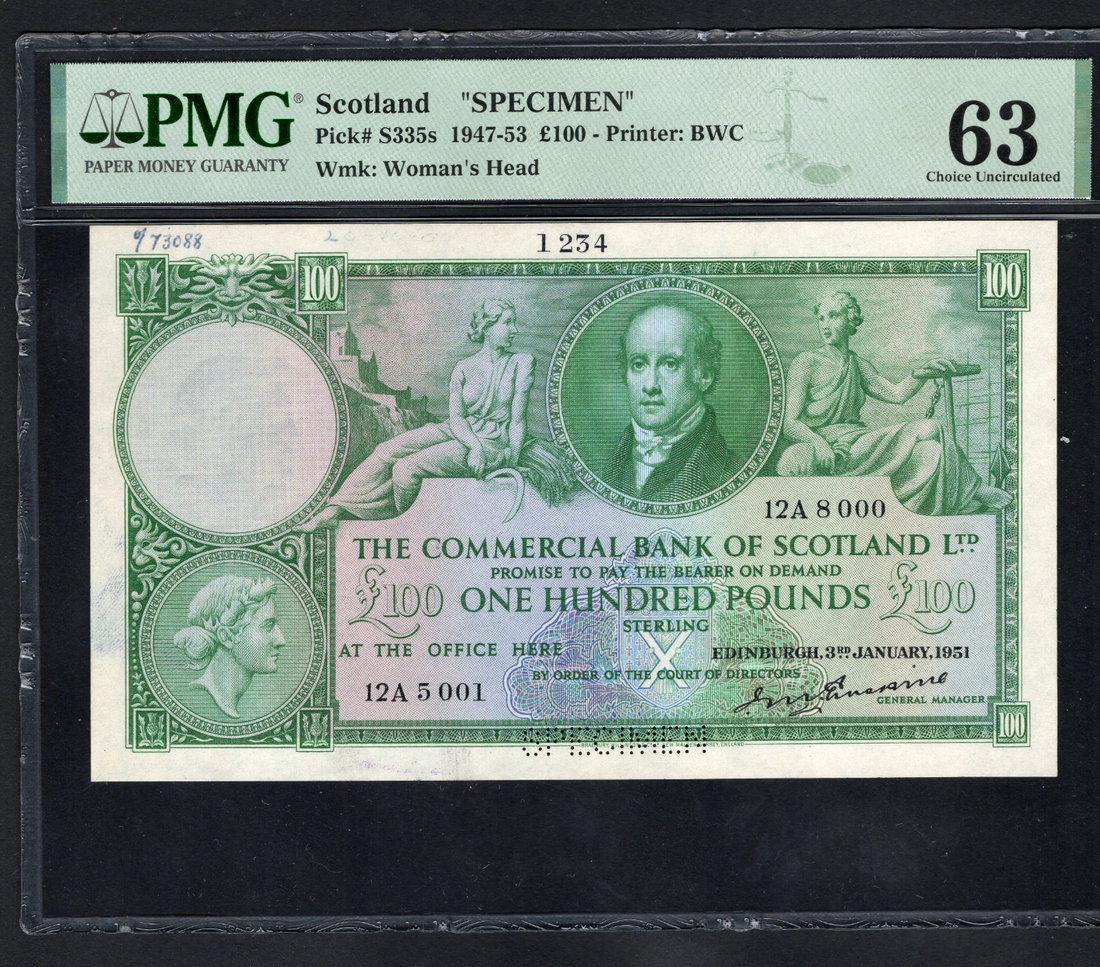 PMG®
PAPER MONEY GUARANTY
Scotland "SPECIMEN"
Pick# S335s 1947-53 £100 - Printer: BWC
Wmk: Woman's Head
63
Choice Uncirculated
73088
1 234
100
100
12A 8 000
THE COMMERCIAL BANK OF SCOTLAND LTD
PROMISE TO PAY THE BEARER ON DEMAND
£100 ONE HUNDRED POUNDS £100
STERLING
AT THE OFFICE HERE
EDINBURGH, 3RD. JANUARY, 1951
BY ORDER OF THE COURT OF DIRECTORS
12A 5 001
GENERAL MANAGER
100
SPECIMEN